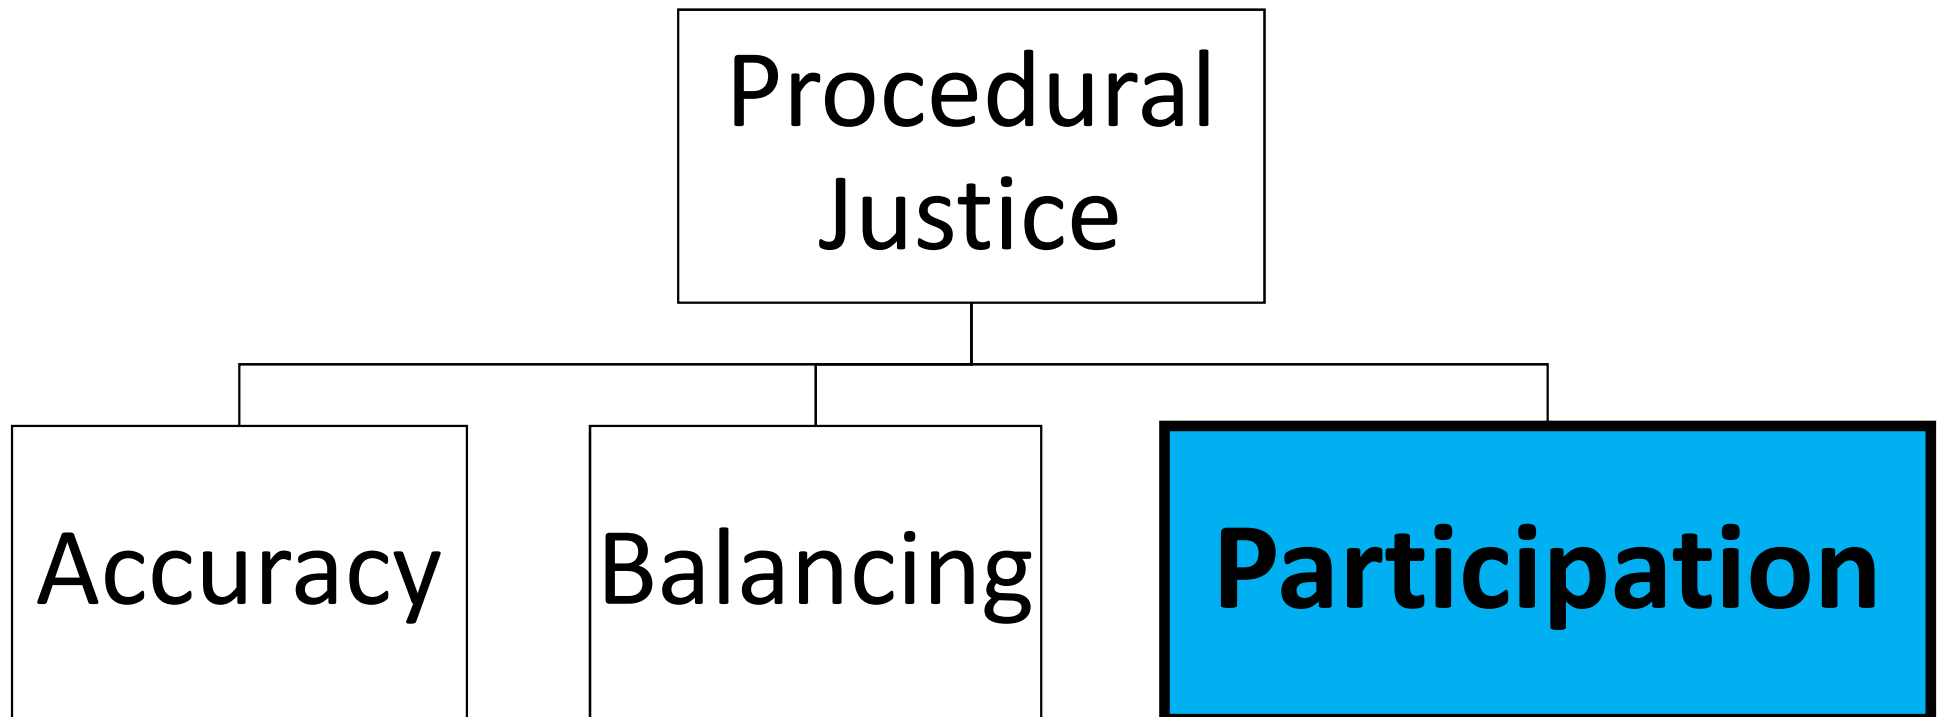 Procedural
Justice
Accuracy
Balancing
Participation